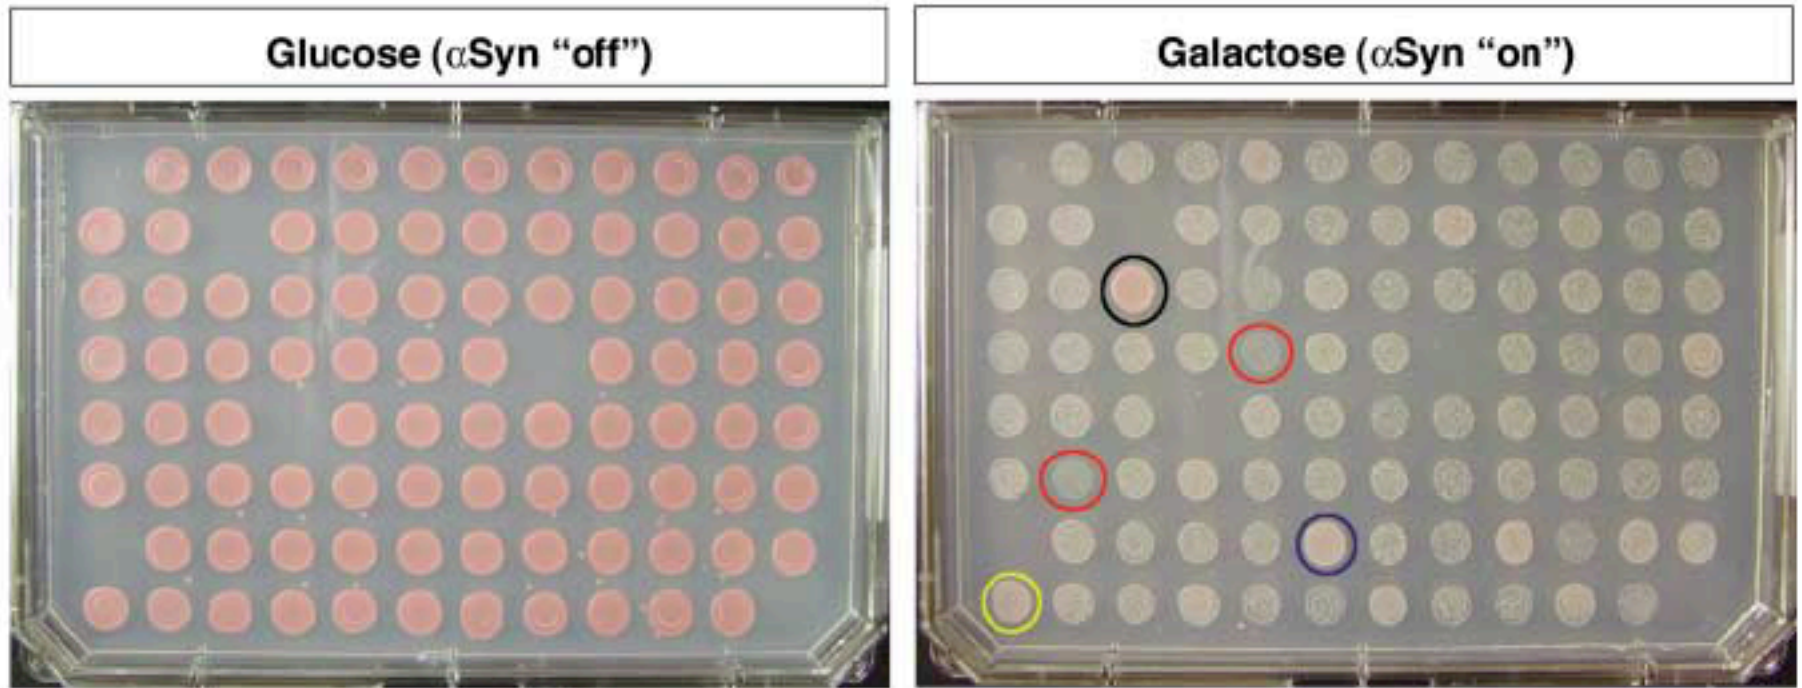 Glucose (αSyn “off”)
Galactose (αSyn “on”)